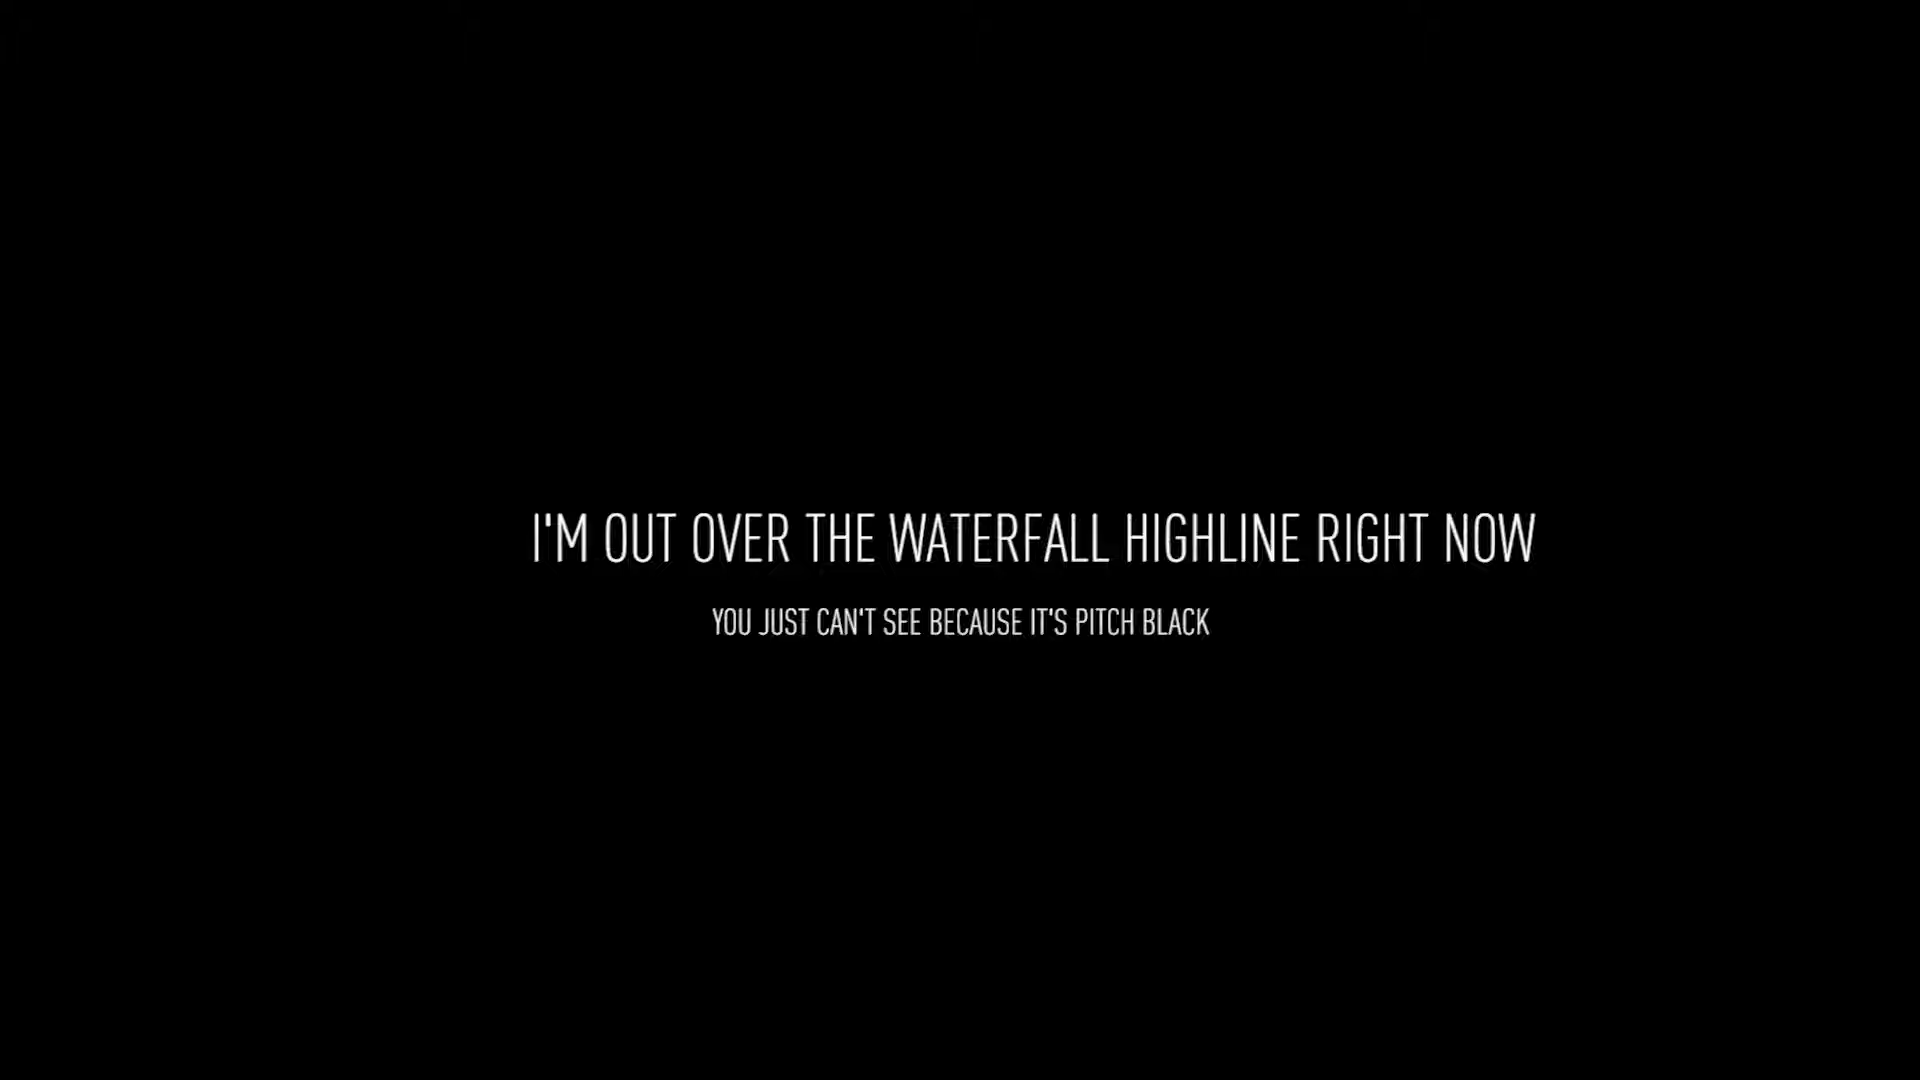 I'M OUT OVER THE WATERFALL HIGHLINE RIGHT NOW
YOU JUST CAN'T SEE BECAUSE IT'S PITCH BLACK